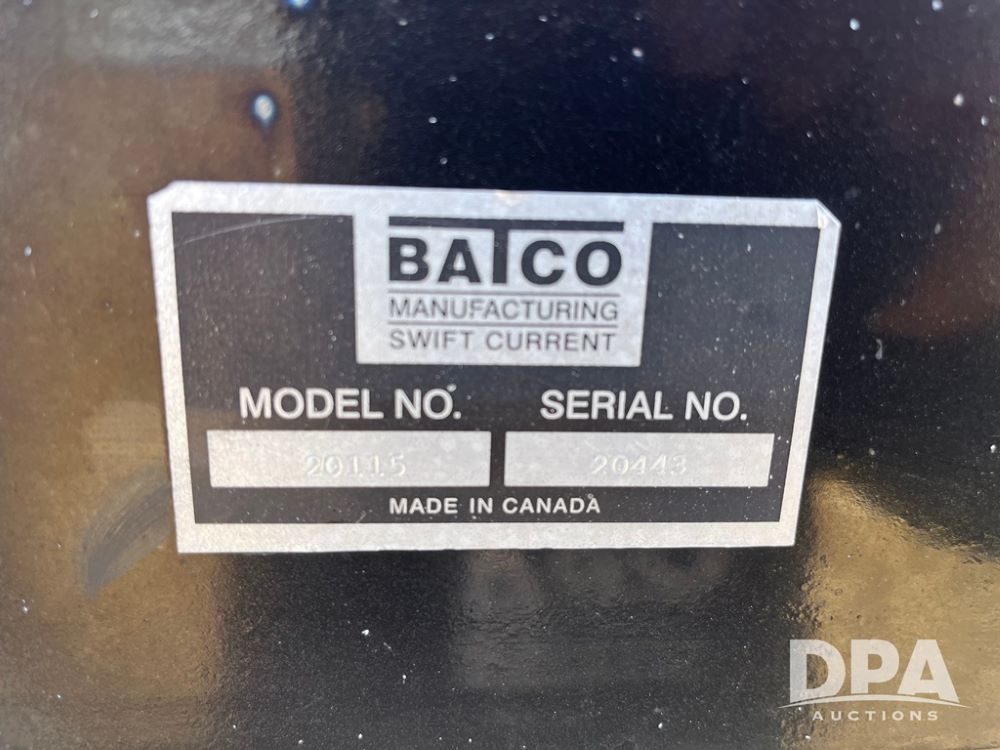 BATCO
MANUFACTURING
SWIFT CURRENT
MODEL NO. SERIAL NO.
20115 20443
MADE IN CANADA
DPA
AUCTIONS